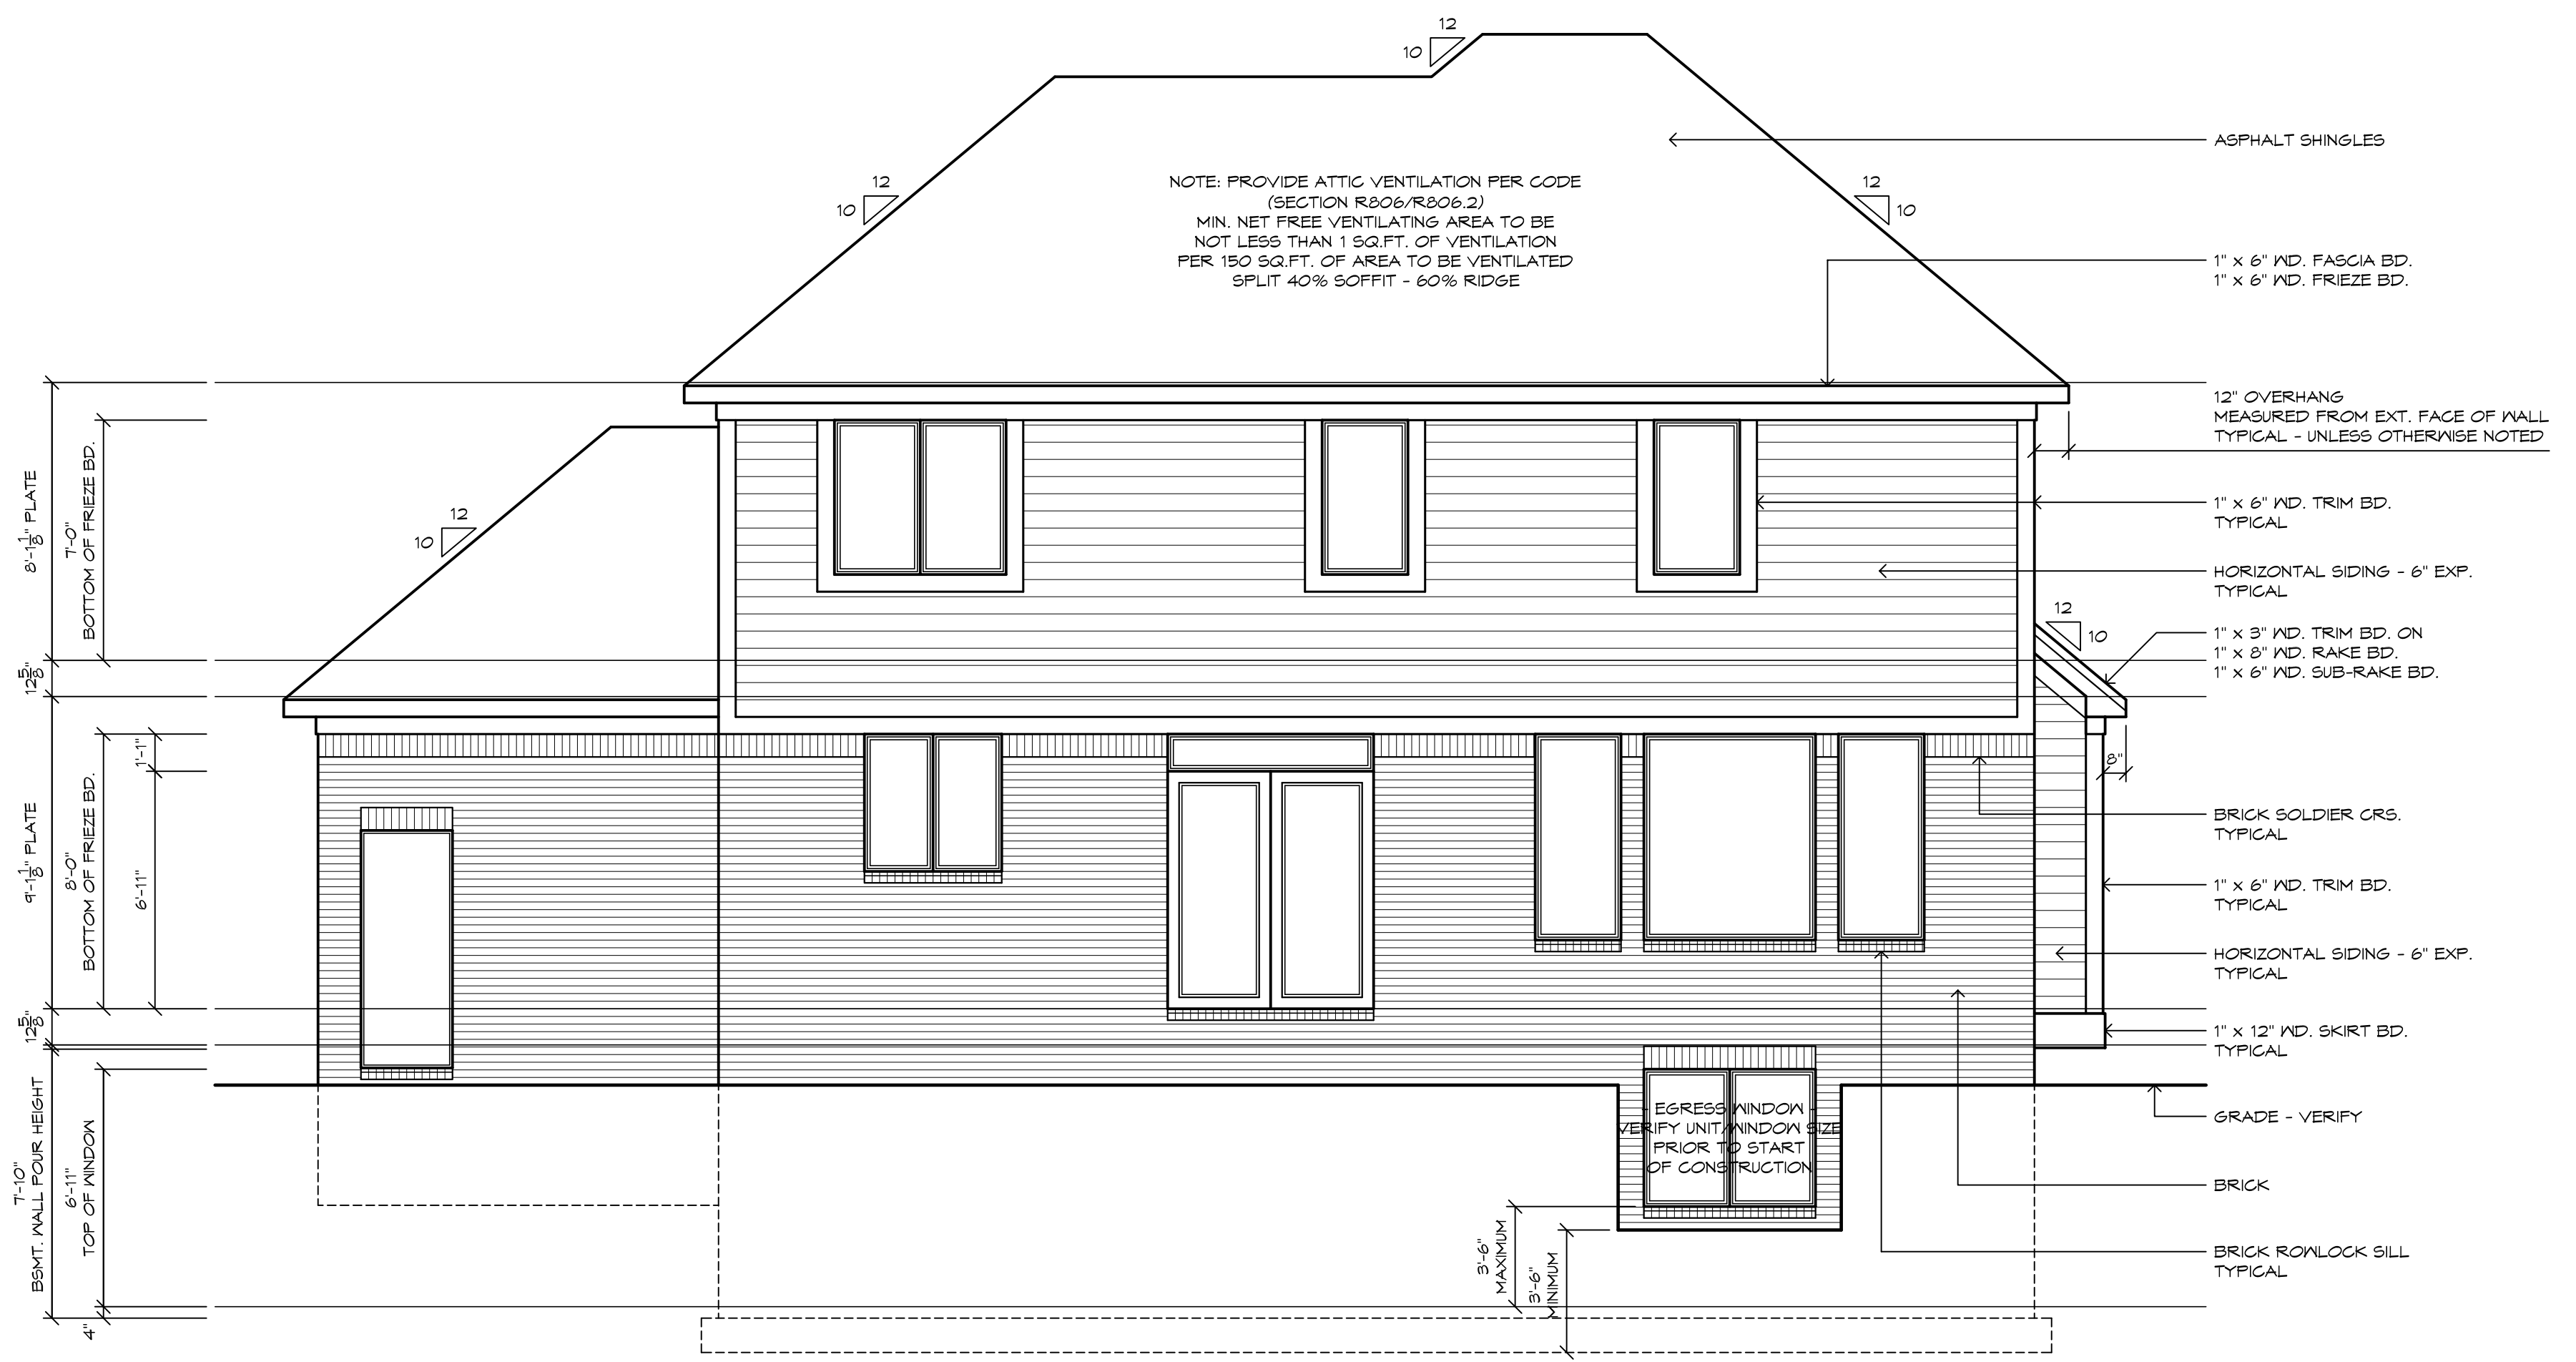 12
10
12
10
12
10
NOTE: PROVIDE ATTIC VENTILATION PER CODE
(SECTION R806/R806.2)
MIN. NET FREE VENTILATING AREA TO BE
NOT LESS THAN 1 SQ.FT. OF VENTILATION
PER 150 SQ.FT. OF AREA TO BE VENTILATED
SPLIT 40% SOFFIT - 60% RIDGE
12
10
12
10
ASPHALT SHINGLES
1" x 6" WD. FASCIA BD.
1" x 6" WD. FRIEZE BD.
12" OVERHANG
MEASURED FROM EXT. FACE OF WALL
TYPICAL - UNLESS OTHERWISE NOTED
1" x 6" WD. TRIM BD.
TYPICAL
HORIZONTAL SIDING - 6" EXP.
TYPICAL
1" x 3" WD. TRIM BD. ON
1" x 8" WD. RAKE BD.
1" x 6" WD. SUB-RAKE BD.
8"
BRICK SOLDIER CRS.
TYPICAL
1" x 6" WD. TRIM BD.
TYPICAL
HORIZONTAL SIDING - 6" EXP.
TYPICAL
1" x 12" WD. SKIRT BD.
TYPICAL
GRADE - VERIFY
BRICK
BRICK ROWLOCK SILL
TYPICAL
- EGRESS WINDOW -
VERIFY UNIT/WINDOW SIZE
PRIOR TO START
OF CONSTRUCTION
3'-6"
MAXIMUM
3'-6"
MINIMUM
8'-1 1/8" PLATE
7'-0"
BOTTOM OF FRIEZE BD.
12 5/8"
9'-1 1/8" PLATE
8'-0"
BOTTOM OF FRIEZE BD.
1'-1"
6'-11"
12 5/8"
7'-10"
BSMT. WALL POUR HEIGHT
6'-11"
TOP OF WINDOW
4"